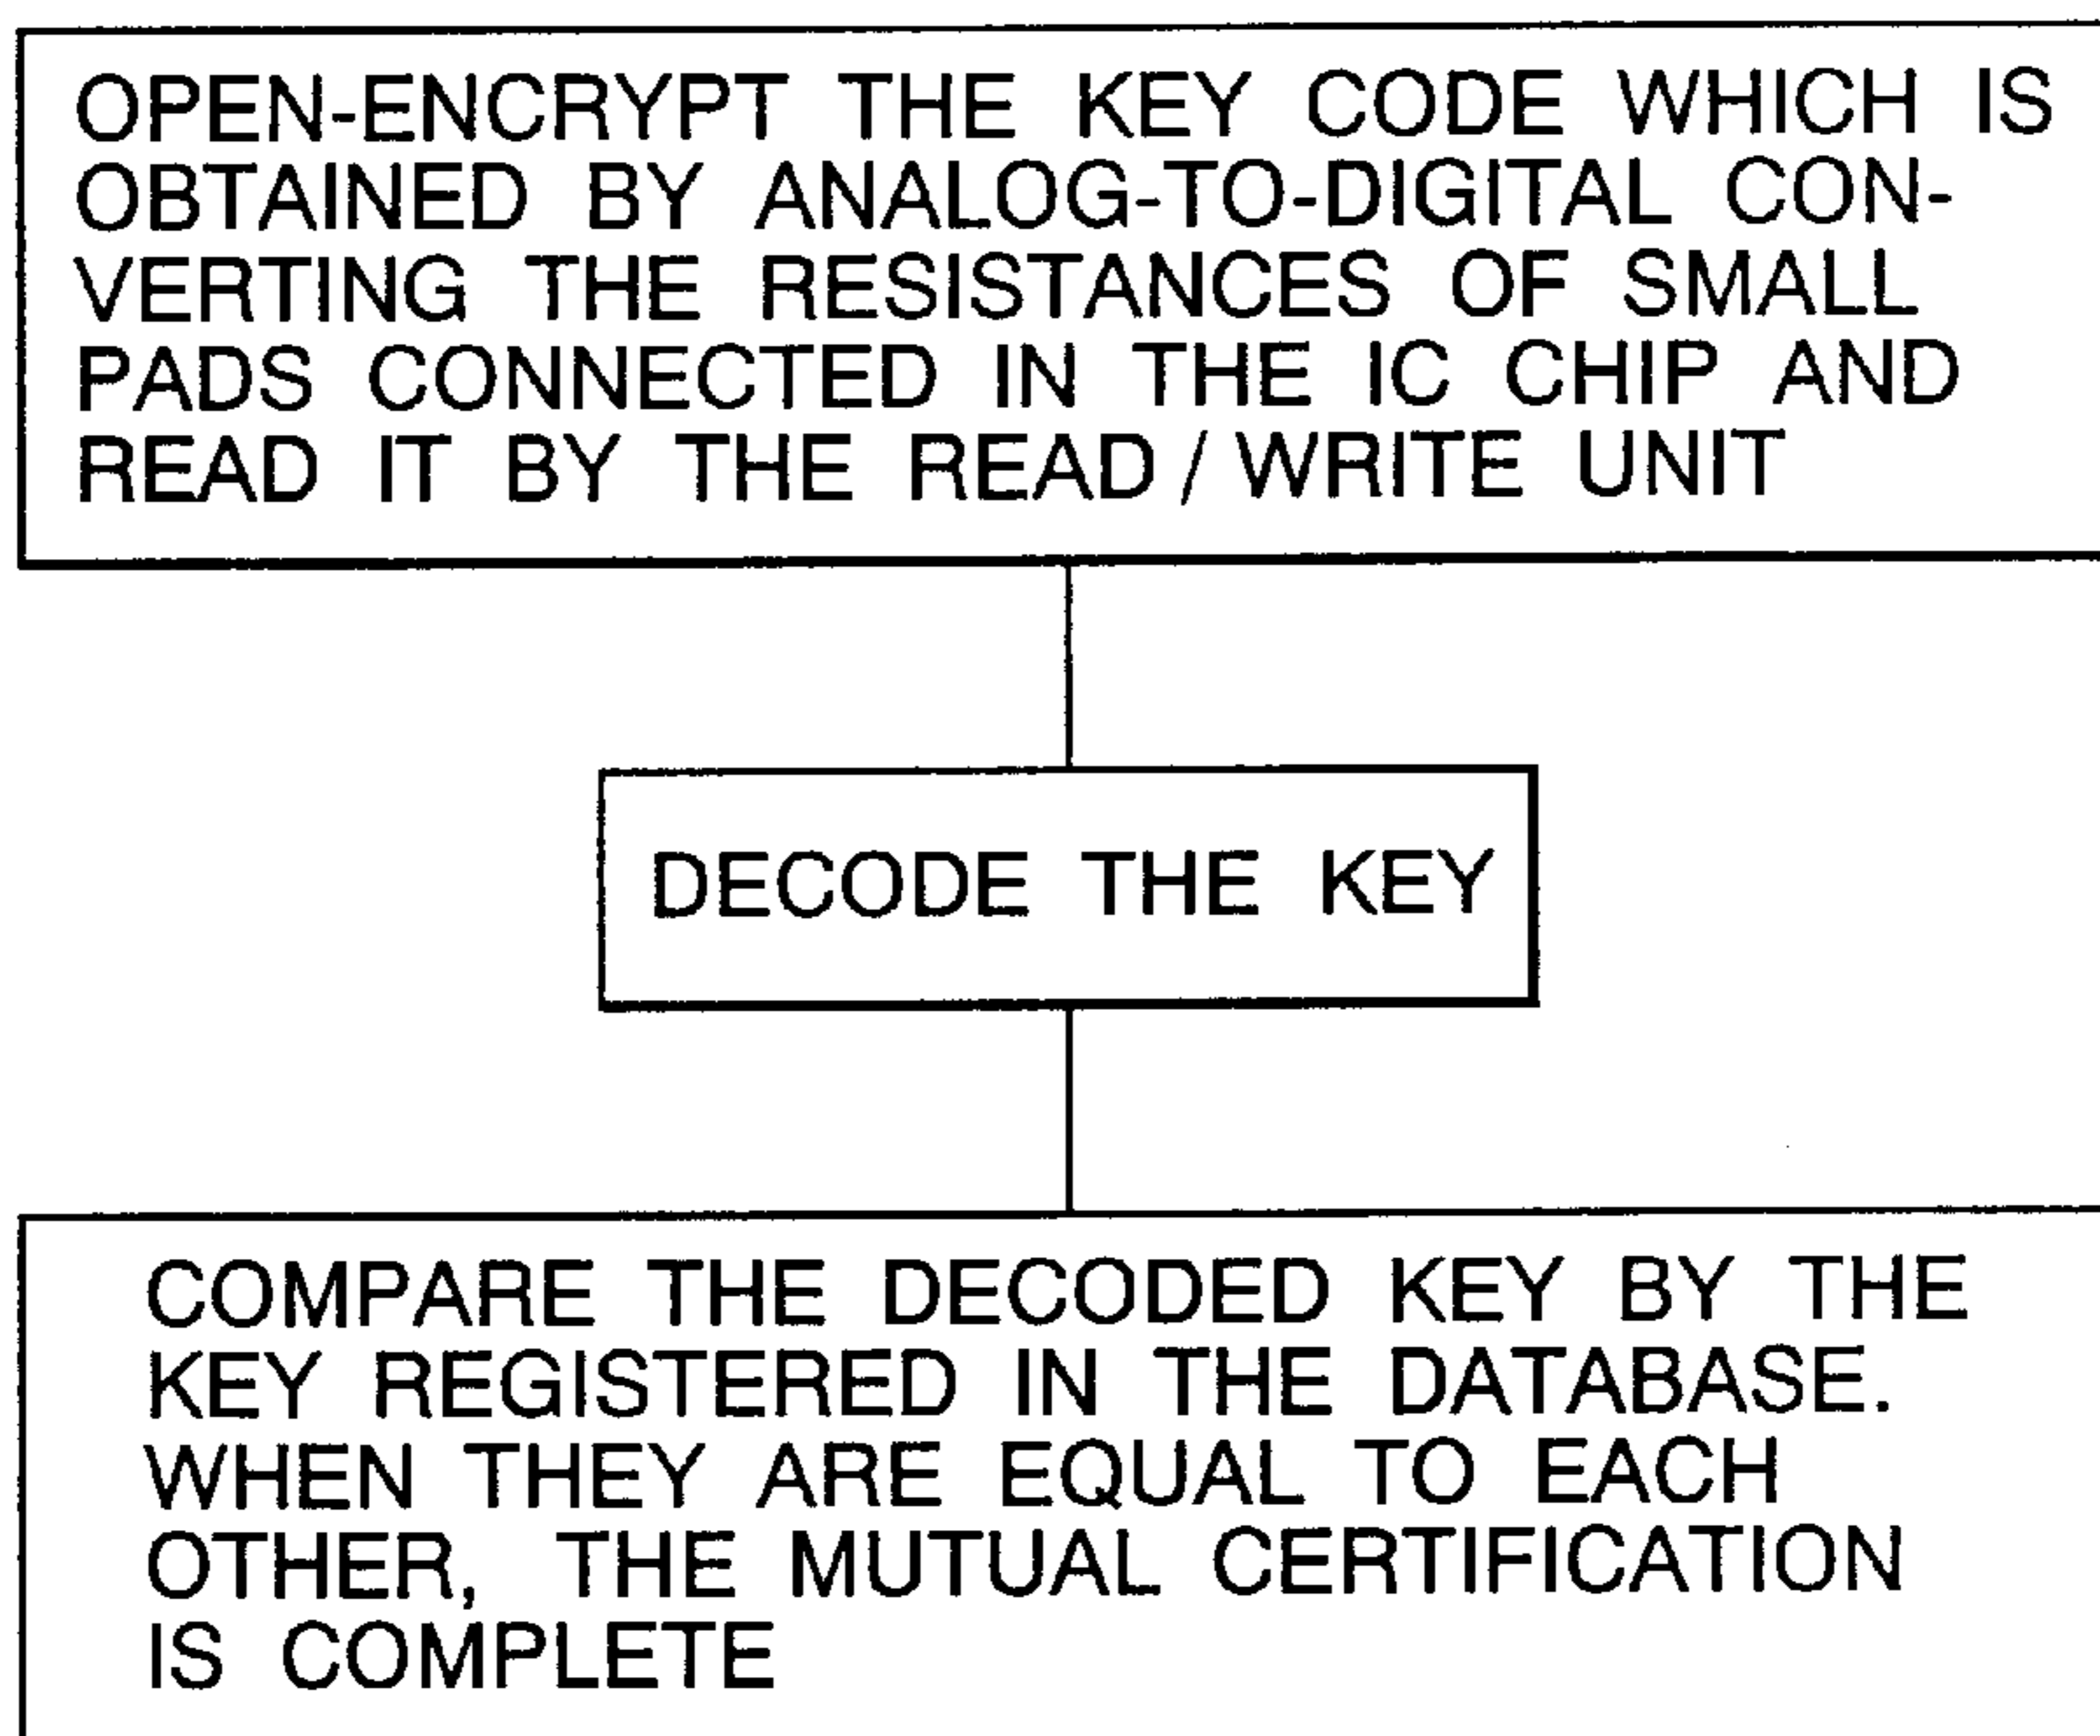 OPEN-ENCRYPT THE KEY CODE WHICH IS
OBTAINED BY ANALOG-TO-DIGITAL CON-
VERTING THE RESISTANCES OF SMALL
PADS CONNECTED IN THE IC CHIP AND
READ IT BY THE READ/WRITE UNIT
DECODE THE KEY
COMPARE THE DECODED KEY BY THE
KEY REGISTERED IN THE DATABASE.
WHEN THEY ARE EQUAL TO EACH
OTHER, THE MUTUAL CERTIFICATION
IS COMPLETE